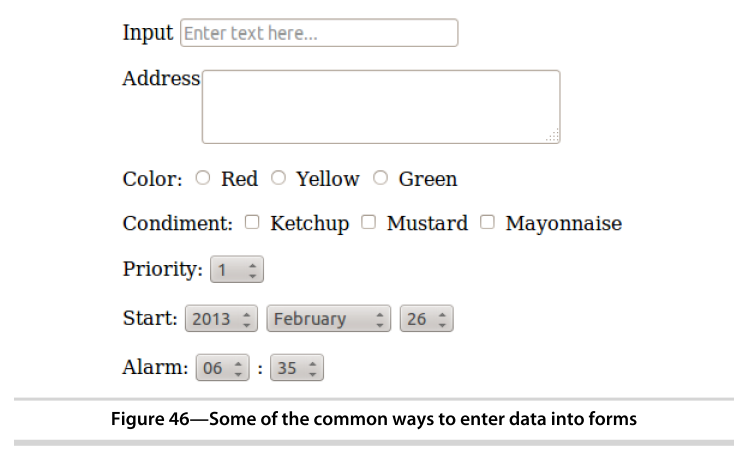 Input Enter text here...
Address
Color: Red Yellow Green
Condiment: Ketchup Mustard Mayonnaise
Priority: 1
Start: 2013 February 26
Alarm: 06 : 35
Figure 46—Some of the common ways to enter data into forms